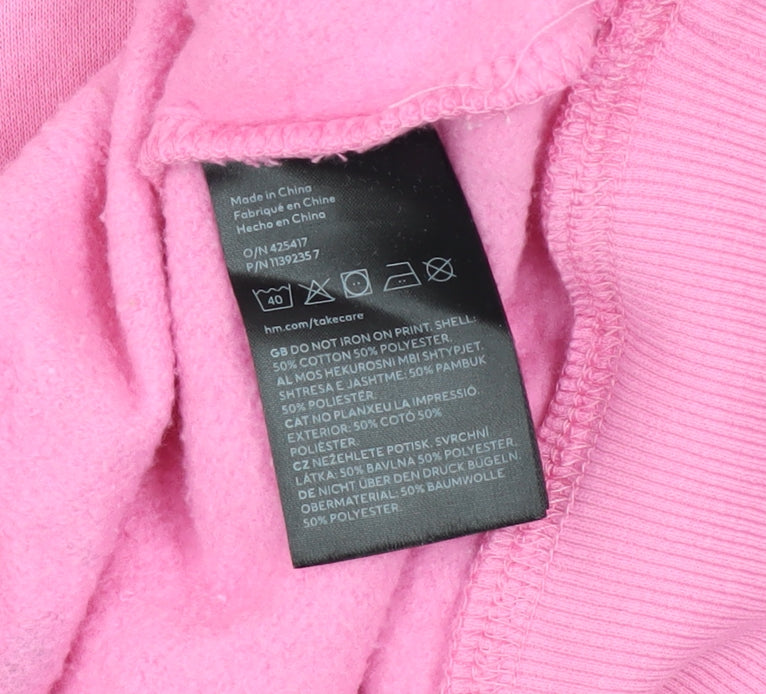 Made in China
Fabriqué en Chine
Hecho en China
O/N 425417
P/N 1139235 7
40
hm.com/takecare
GB DO NOT IRON ON PRINT. SHELL:
50% COTTON 50% POLYESTER.
AL MOS HEKUROSNI MBI SHTYPJET.
SHTRESA E JASHTME: 50% PAMBUK
50% POLIESTËR.
CAT NO PLANXEU LA IMPRESSIÓ.
EXTERIOR: 50% COTÓ 50%
POLIÈSTER.
CZ NEŽEHLETE POTISK. SVRCHNÍ
LÁTKA: 50% BAVLNA 50% POLYESTER.
DE NICHT ÜBER DEN DRUCK BÜGELN.
OBERMATERIAL: 50% BAUMWOLLE
50% POLYESTER.